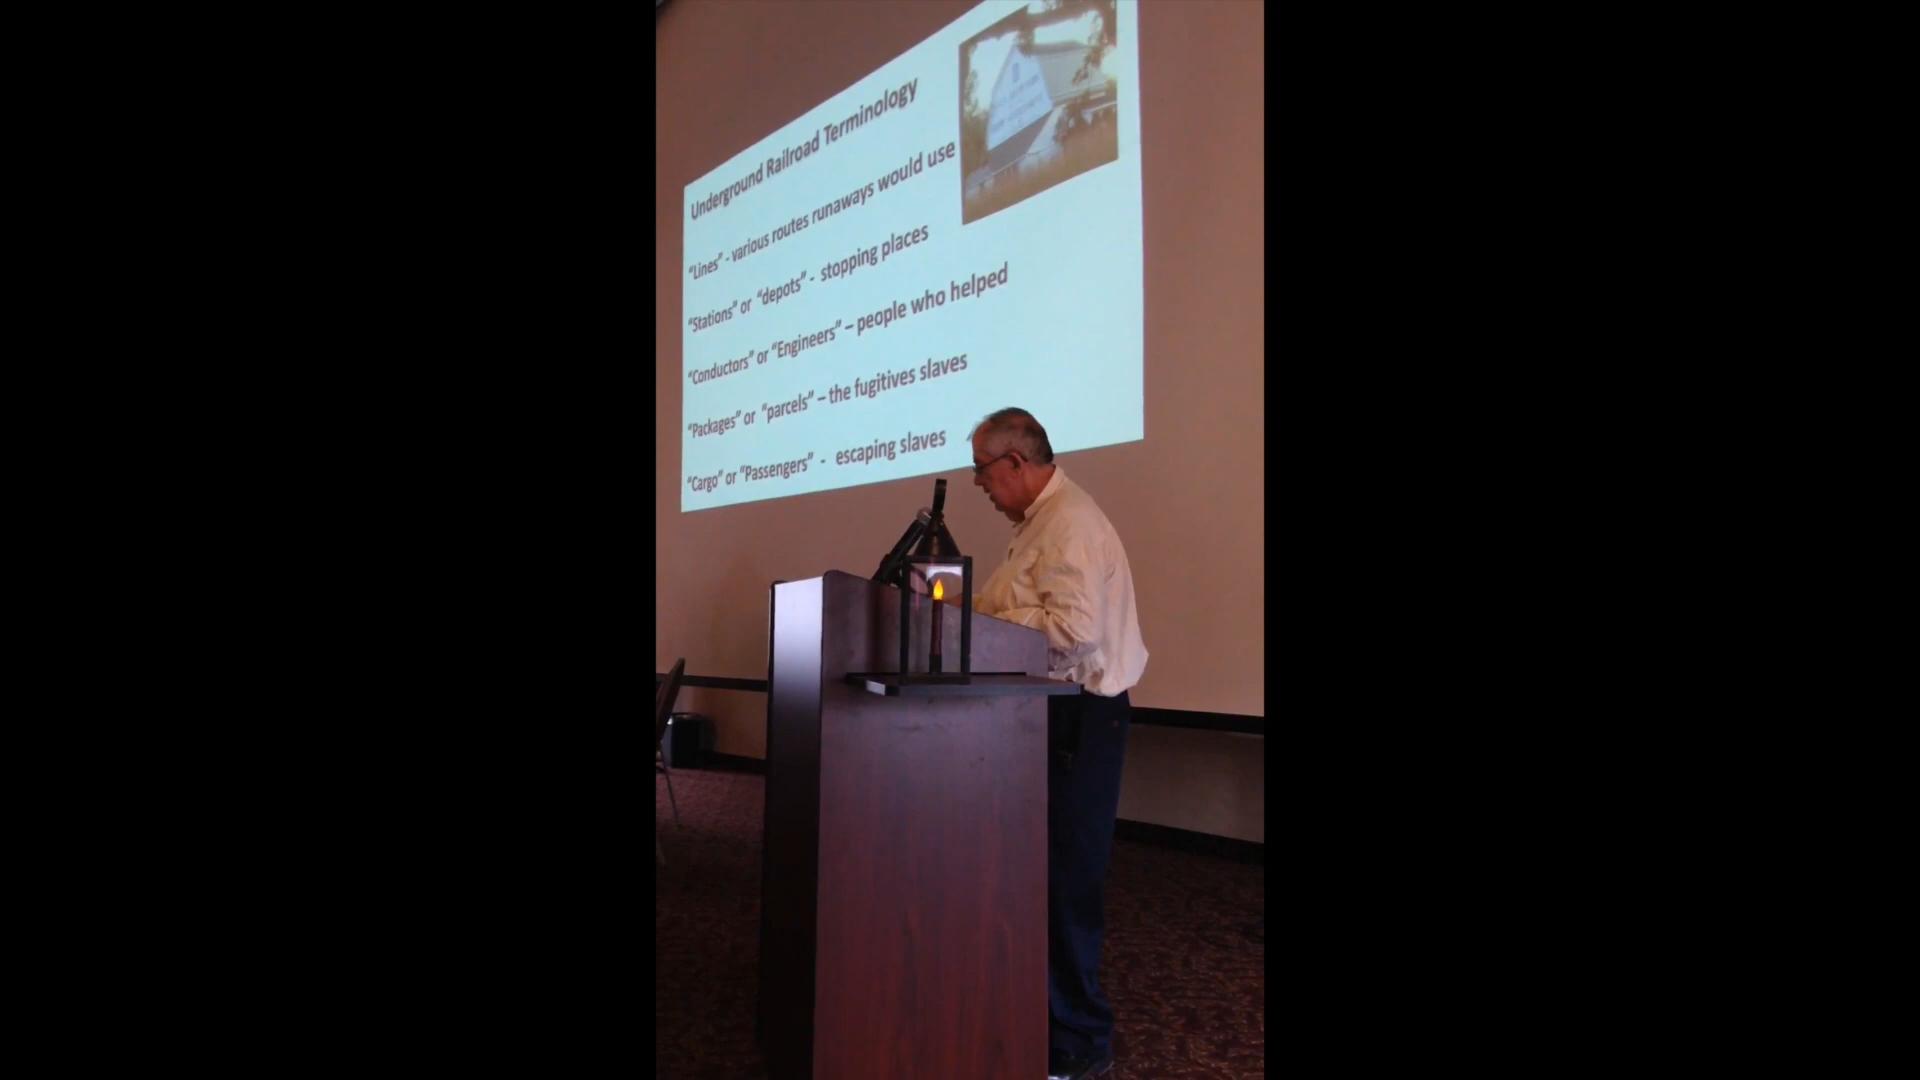 Underground Railroad Terminology
“Lines” - various routes runaways would use
“Stations” or “depots” - stopping places
“Conductors” or “Engineers” – people who helped
“Packages” or “parcels” – the fugitives slaves
“Cargo” or “Passengers” - escaping slaves